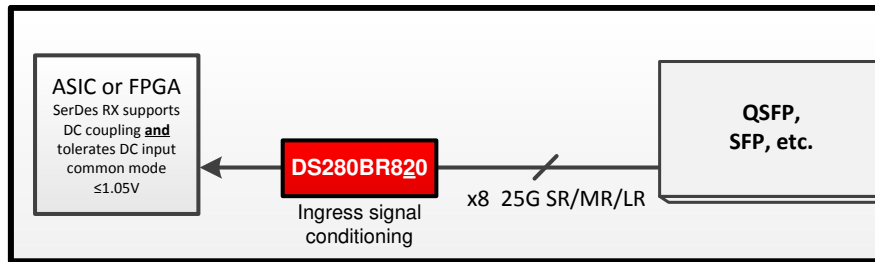 ASIC or FPGA
SerDes RX supports
DC coupling and
tolerates DC input
common mode
≤1.05V
DS280BR820
Ingress signal
conditioning
x8 25G SR/MR/LR
QSFP,
SFP, etc.